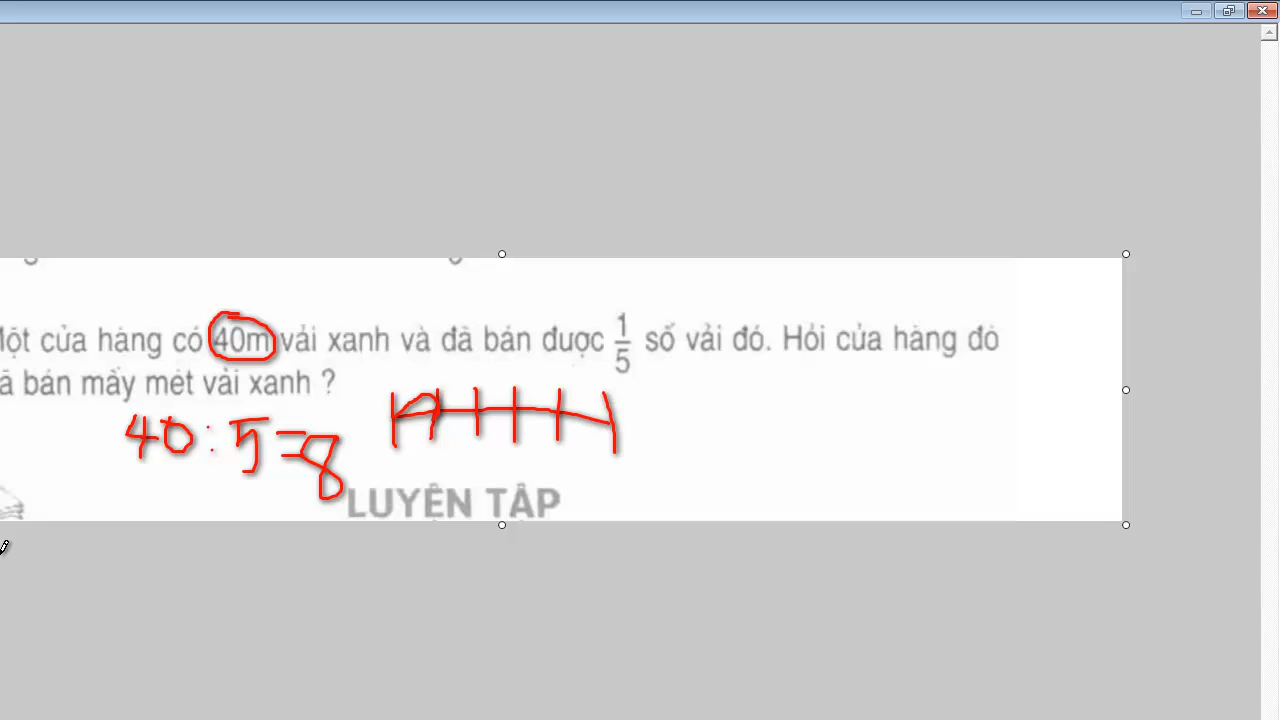 ột cửa hàng có 40m vải xanh và đã bán được 1/5 số vải đó. Hỏi cửa hàng đó
ã bán mấy mét vải xanh ?
40 : 5 = 8
LUYỆN TẬP